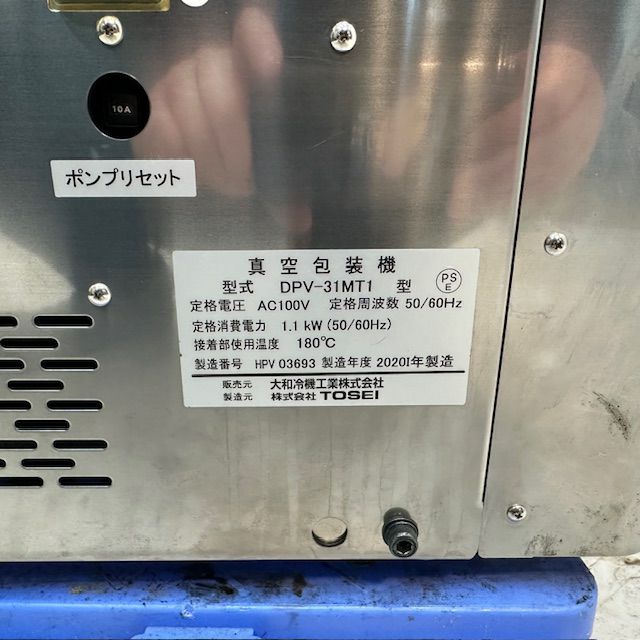 10A
ポンプリセット
真空包装機
型式 DPV-31MT1 型
PS
E
定格電圧 AC100V 定格周波数 50/60Hz
定格消費電力 1.1 kW (50/60Hz)
接着部使用温度 180℃
製造番号 HPV 03693 製造年度 2020I年製造
販売元 大和冷機工業株式会社
製造元 株式会社 TOSEI